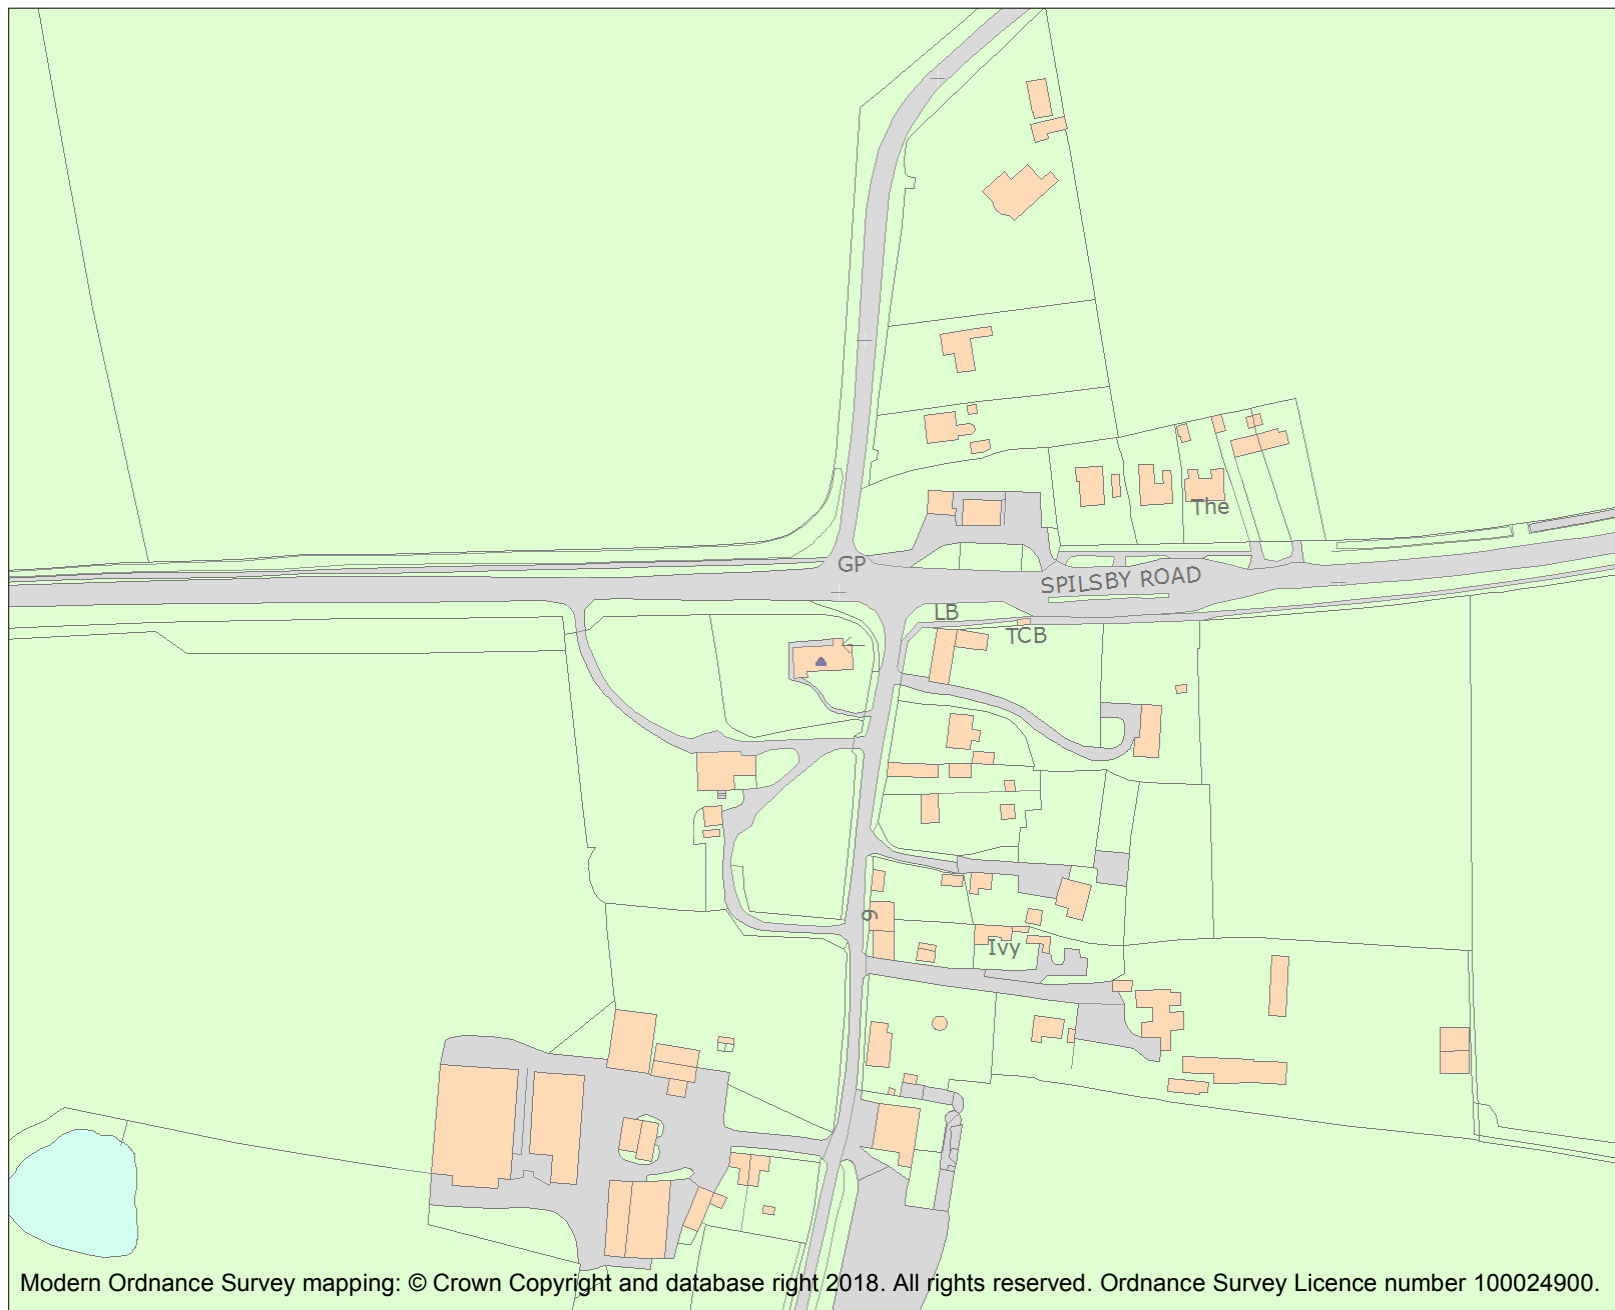 The
GP
SPILSBY ROAD
LB
TCB
9
Ivy
Modern Ordnance Survey mapping: © Crown Copyright and database right 2018. All rights reserved. Ordnance Survey Licence number 100024900.